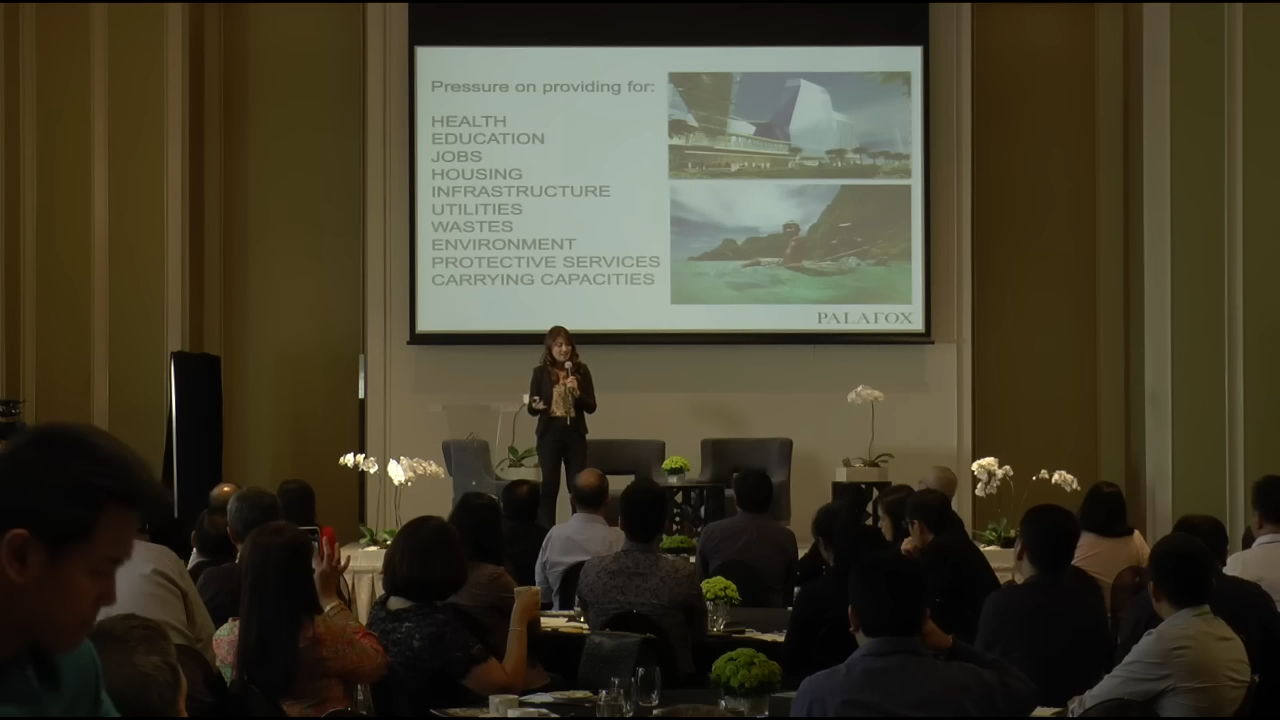 Pressure on providing for:
HEALTH
EDUCATION
JOBS
HOUSING
INFRASTRUCTURE
UTILITIES
WASTES
ENVIRONMENT
PROTECTIVE SERVICES
CARRYING CAPACITIES
PALAFOX